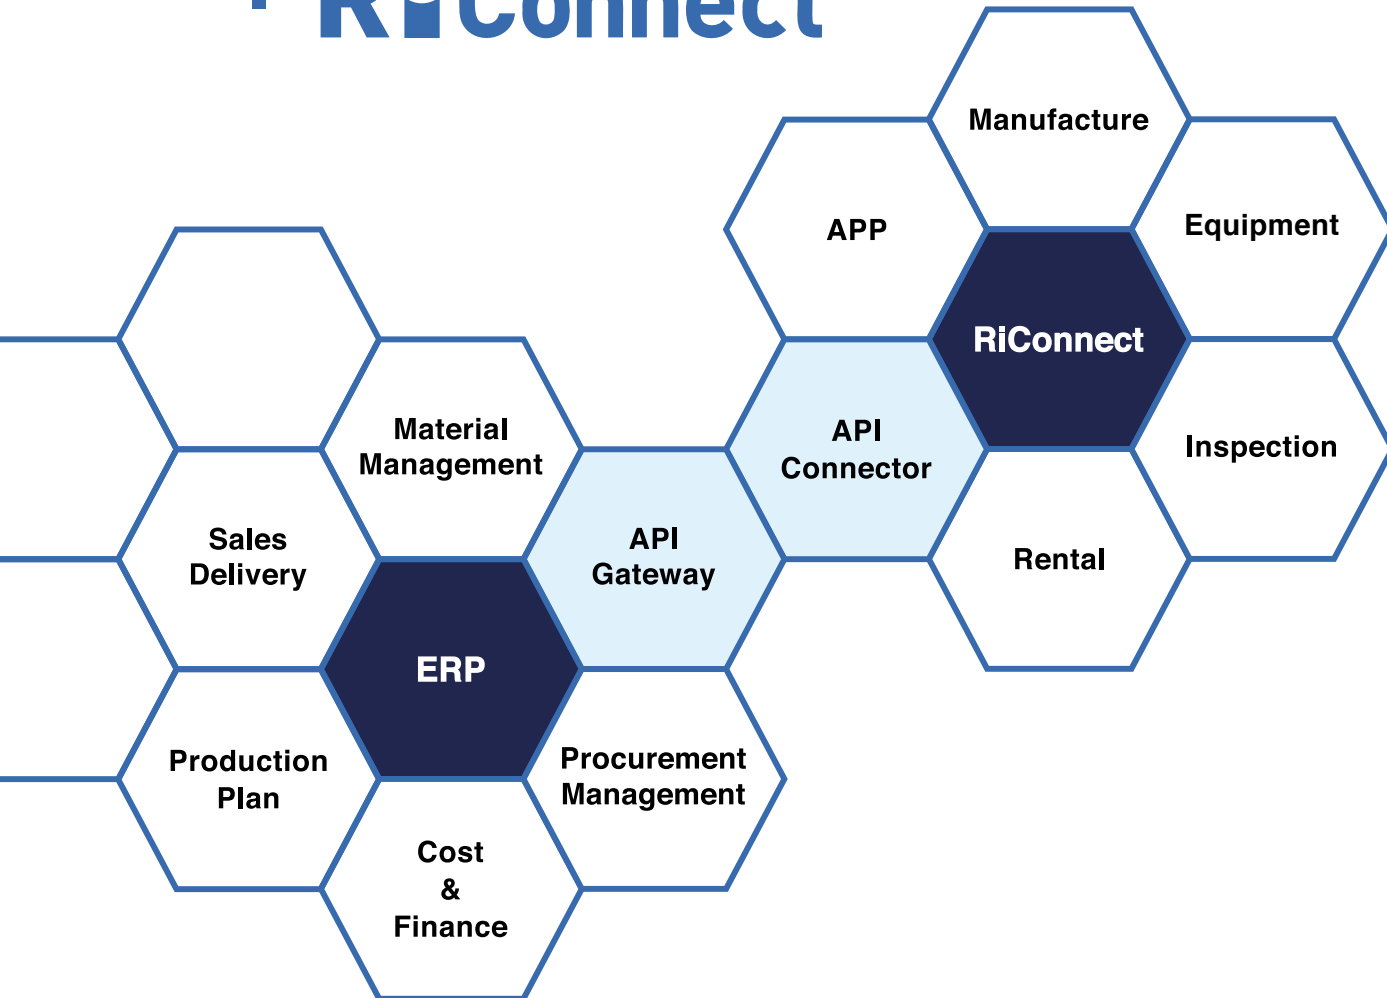 RiConnect
Manufacture
APP
Equipment
RiConnect
Material
Management
API
Connector
Inspection
Sales
Delivery
API
Gateway
Rental
ERP
Production
Plan
Procurement
Management
Cost
&
Finance